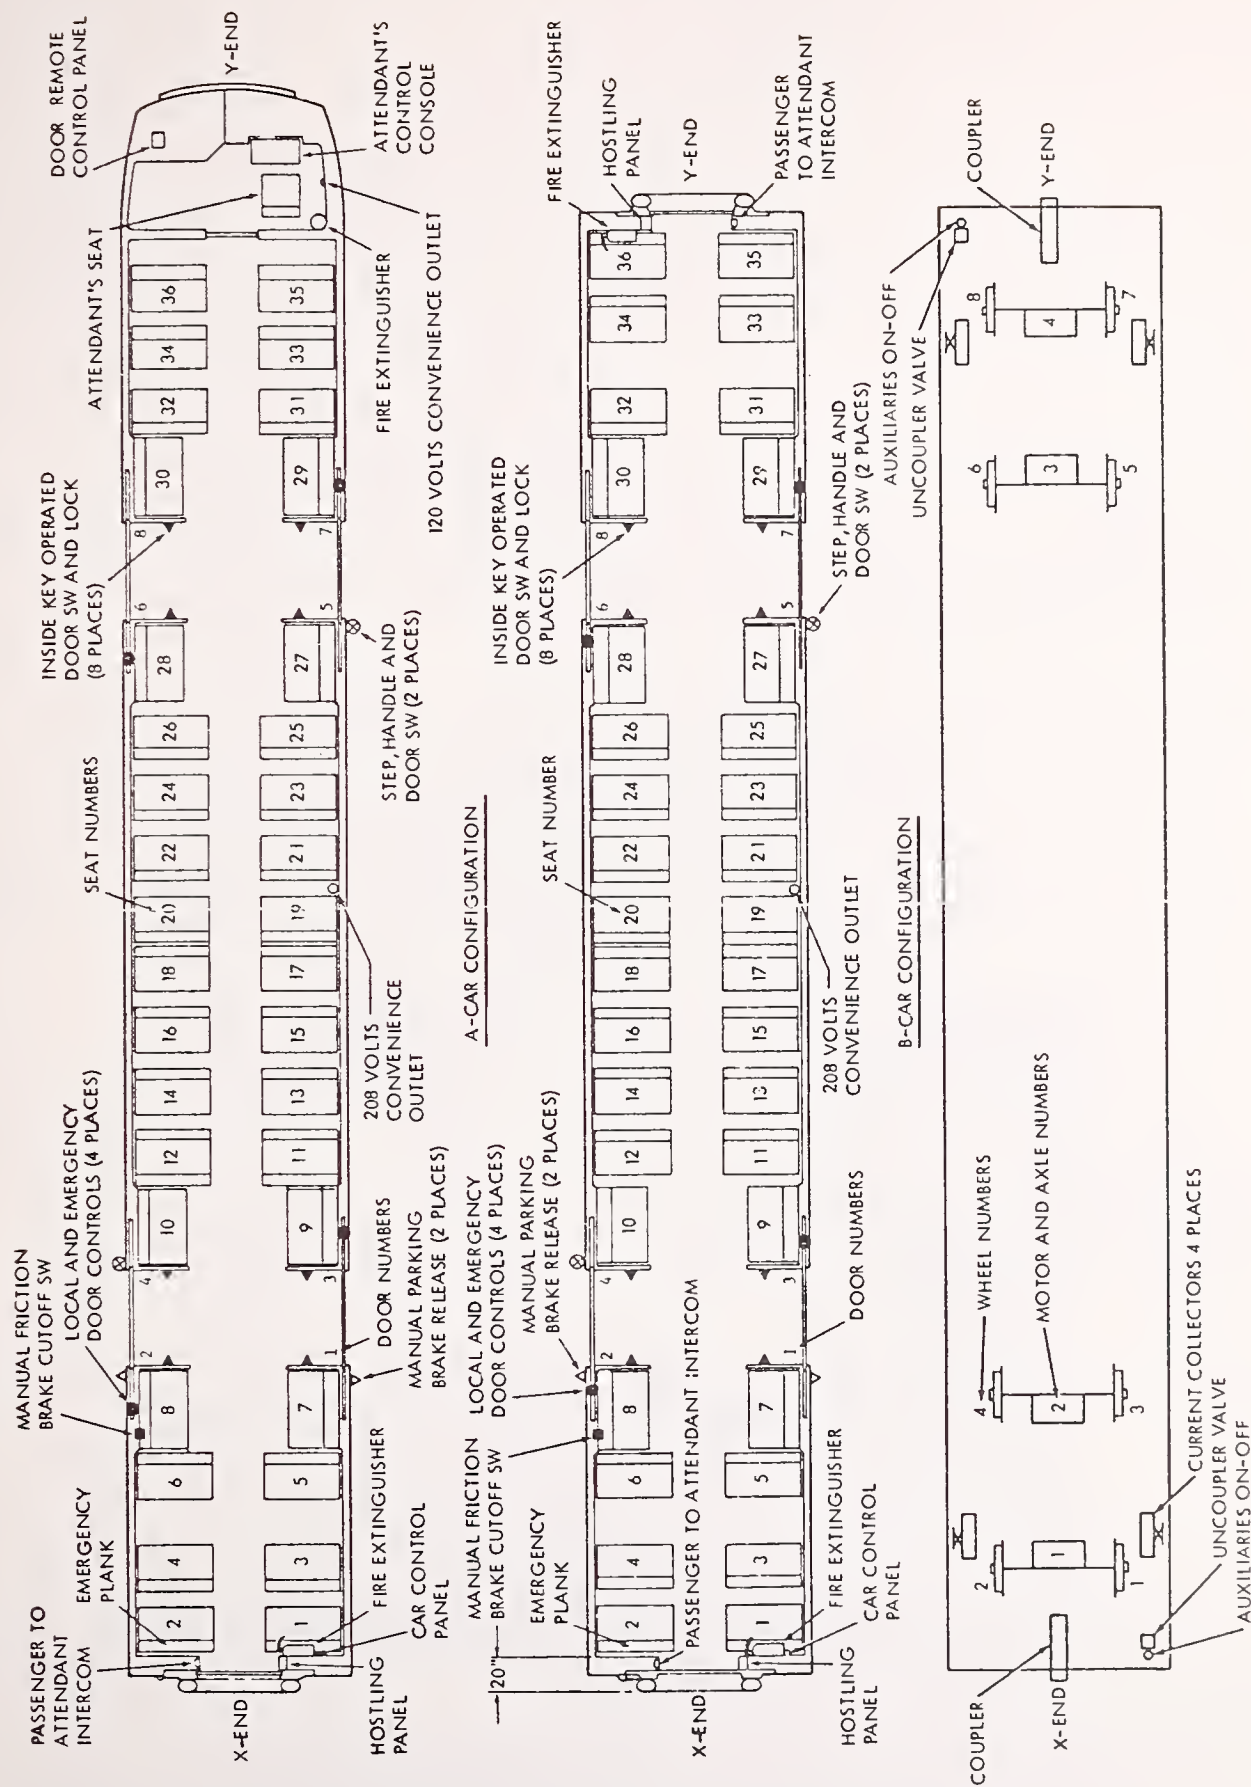 DOOR REMOTE
CONTROL PANEL
Y-END
ATTENDANT'S
CONTROL
CONSOLE
ATTENDANT'S SEAT
120 VOLTS CONVENIENCE OUTLET
FIRE EXTINGUISHER
INSIDE KEY OPERATED
DOOR SW AND LOCK
(8 PLACES)
STEP, HANDLE AND
DOOR SW (2 PLACES)
SEAT NUMBERS
208 VOLTS
CONVENIENCE
OUTLET
LOCAL AND EMERGENCY
DOOR CONTROLS (4 PLACES)
MANUAL FRICTION
BRAKE CUTOFF SW
DOOR NUMBERS
MANUAL PARKING
BRAKE RELEASE (2 PLACES)
EMERGENCY
PLANK
FIRE EXTINGUISHER
CAR CONTROL
PANEL
PASSENGER TO
ATTENDANT
INTERCOM
HOSTLING
PANEL
X-END
2 4 6 8 10 12 14 16 18 20 22 24 26 28 30 32 34 36
1 3 5 7 9 11 13 15 17 19 21 23 25 27 29 31 33 35
2 4 6 8
1 3 5 7
A-CAR CONFIGURATION
FIRE EXTINGUISHER
HOSTLING
PANEL
Y-END
PASSENGER
TO ATTENDANT
INTERCOM
INSIDE KEY OPERATED
DOOR SW AND LOCK
(8 PLACES)
STEP, HANDLE AND
DOOR SW (2 PLACES)
SEAT NUMBER
208 VOLTS
CONVENIENCE OUTLET
MANUAL PARKING
BRAKE RELEASE (2 PLACES)
LOCAL AND EMERGENCY
DOOR CONTROLS (4 PLACES)
DOOR NUMBERS
MANUAL FRICTION
BRAKE CUTOFF SW
PASSENGER TO ATTENDANT INTERCOM
EMERGENCY
PLANK
FIRE EXTINGUISHER
CAR CONTROL
PANEL
20"
HOSTLING
PANEL
X-END
2 4 6 8 10 12 14 16 18 20 22 24 26 28 30 32 34 36
1 3 5 7 9 11 13 15 17 19 21 23 25 27 29 31 33 35
2 4 6 8
1 3 5 7
B-CAR CONFIGURATION
AUXILIARIES ON-OFF
UNCOUPLER VALVE
COUPLER
Y-END
WHEEL NUMBERS
MOTOR AND AXLE NUMBERS
CURRENT COLLECTORS 4 PLACES
UNCOUPLER VALVE
AUXILIARIES ON-OFF
COUPLER
X-END
2 4 6 8
1 2 3 4
1 3 5 7